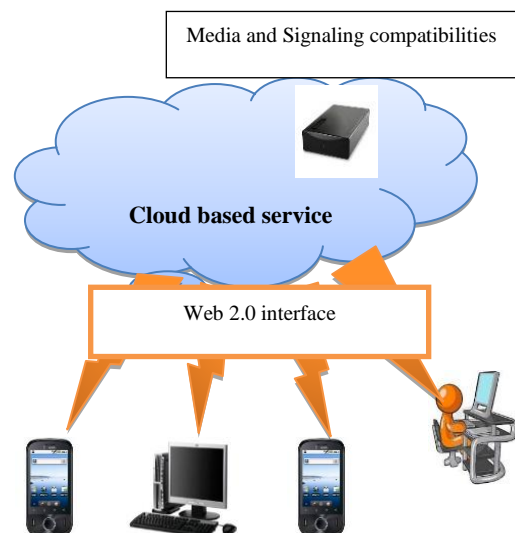 Media and Signaling compatibilities
Cloud based service
Web 2.0 interface